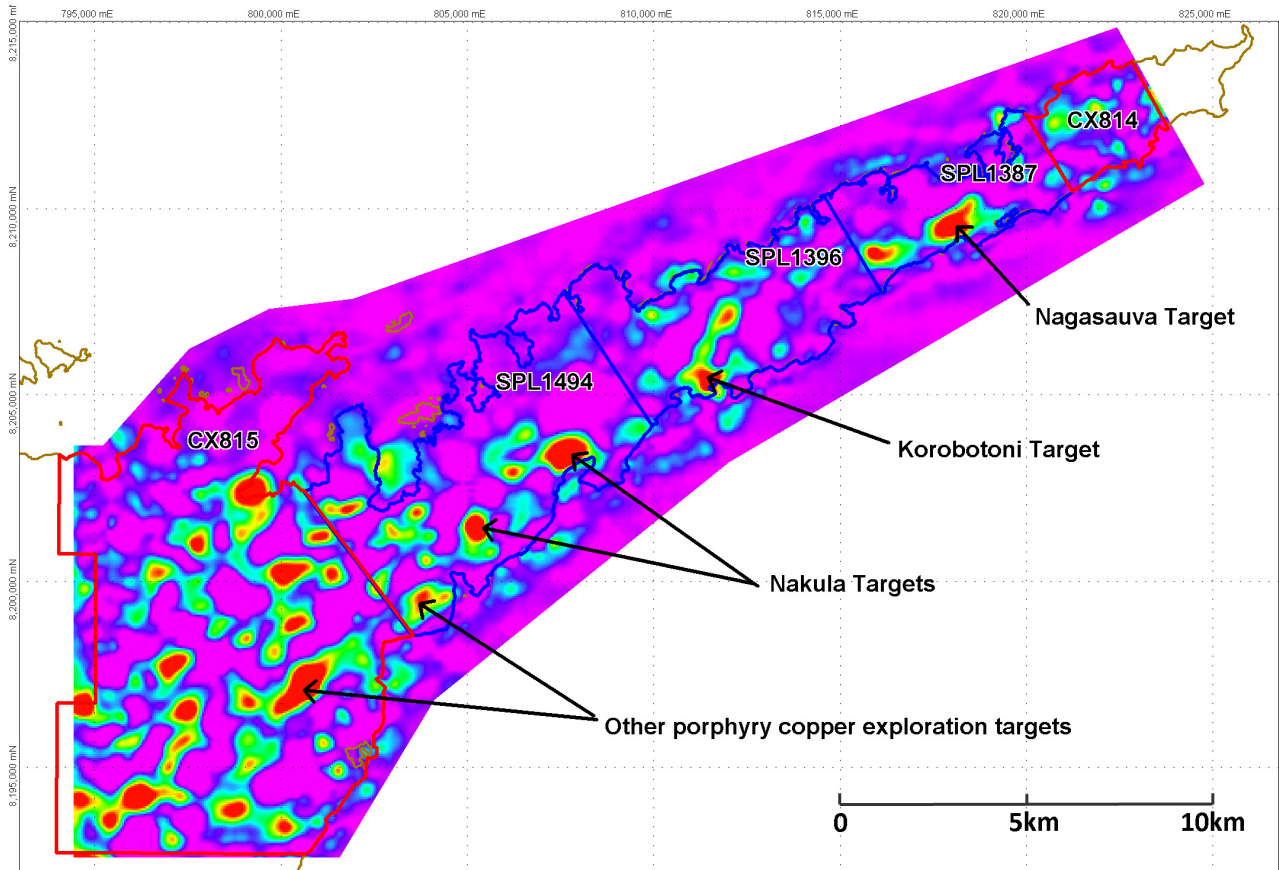 795,000 mE
800,000 mE
805,000 mE
810,000 mE
815,000 mE
820,000 mE
825,000 mE
8,215,000 mN
CX814
SPL1387
8,210,000 mN
SPL1396
Nagasauva Target
SPL1494
8,205,000 mN
CX815
Korobotoni Target
Nakula Targets
8,200,000 mN
Other porphyry copper exploration targets
8,195,000 mN
0
5km
10km